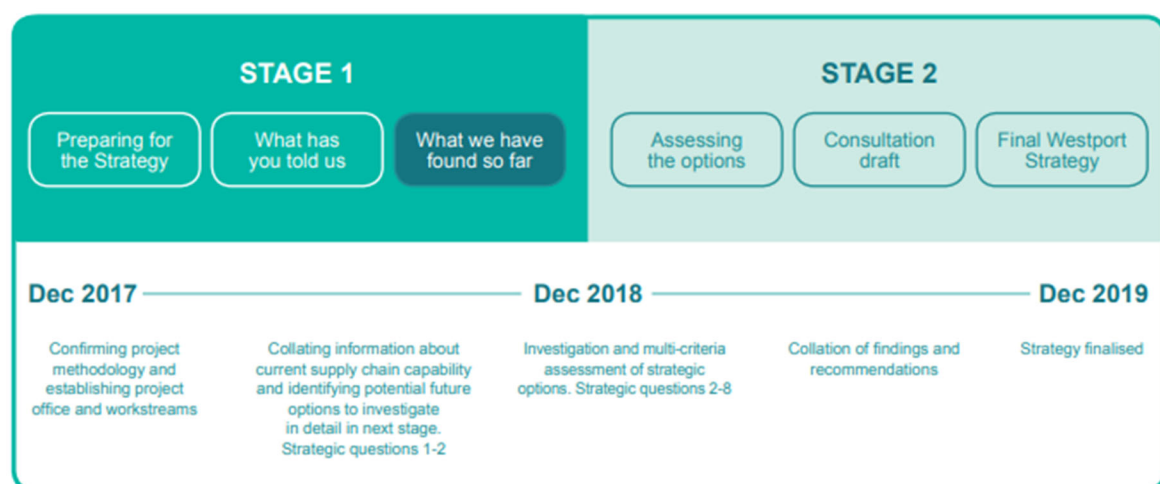 STAGE 1
Preparing for
the Strategy
What has
you told us
What we have
found so far
STAGE 2
Assessing
the options
Consultation
draft
Final Westport
Strategy
Dec 2017
Dec 2018
Dec 2019
Confirming project
methodology and
establishing project
office and workstreams
Collating information about
current supply chain capability
and identifying potential future
options to investigate
in detail in next stage.
Strategic questions 1-2
Investigation and multi-criteria
assessment of strategic
options. Strategic questions 2-8
Collation of findings and
recommendations
Strategy finalised